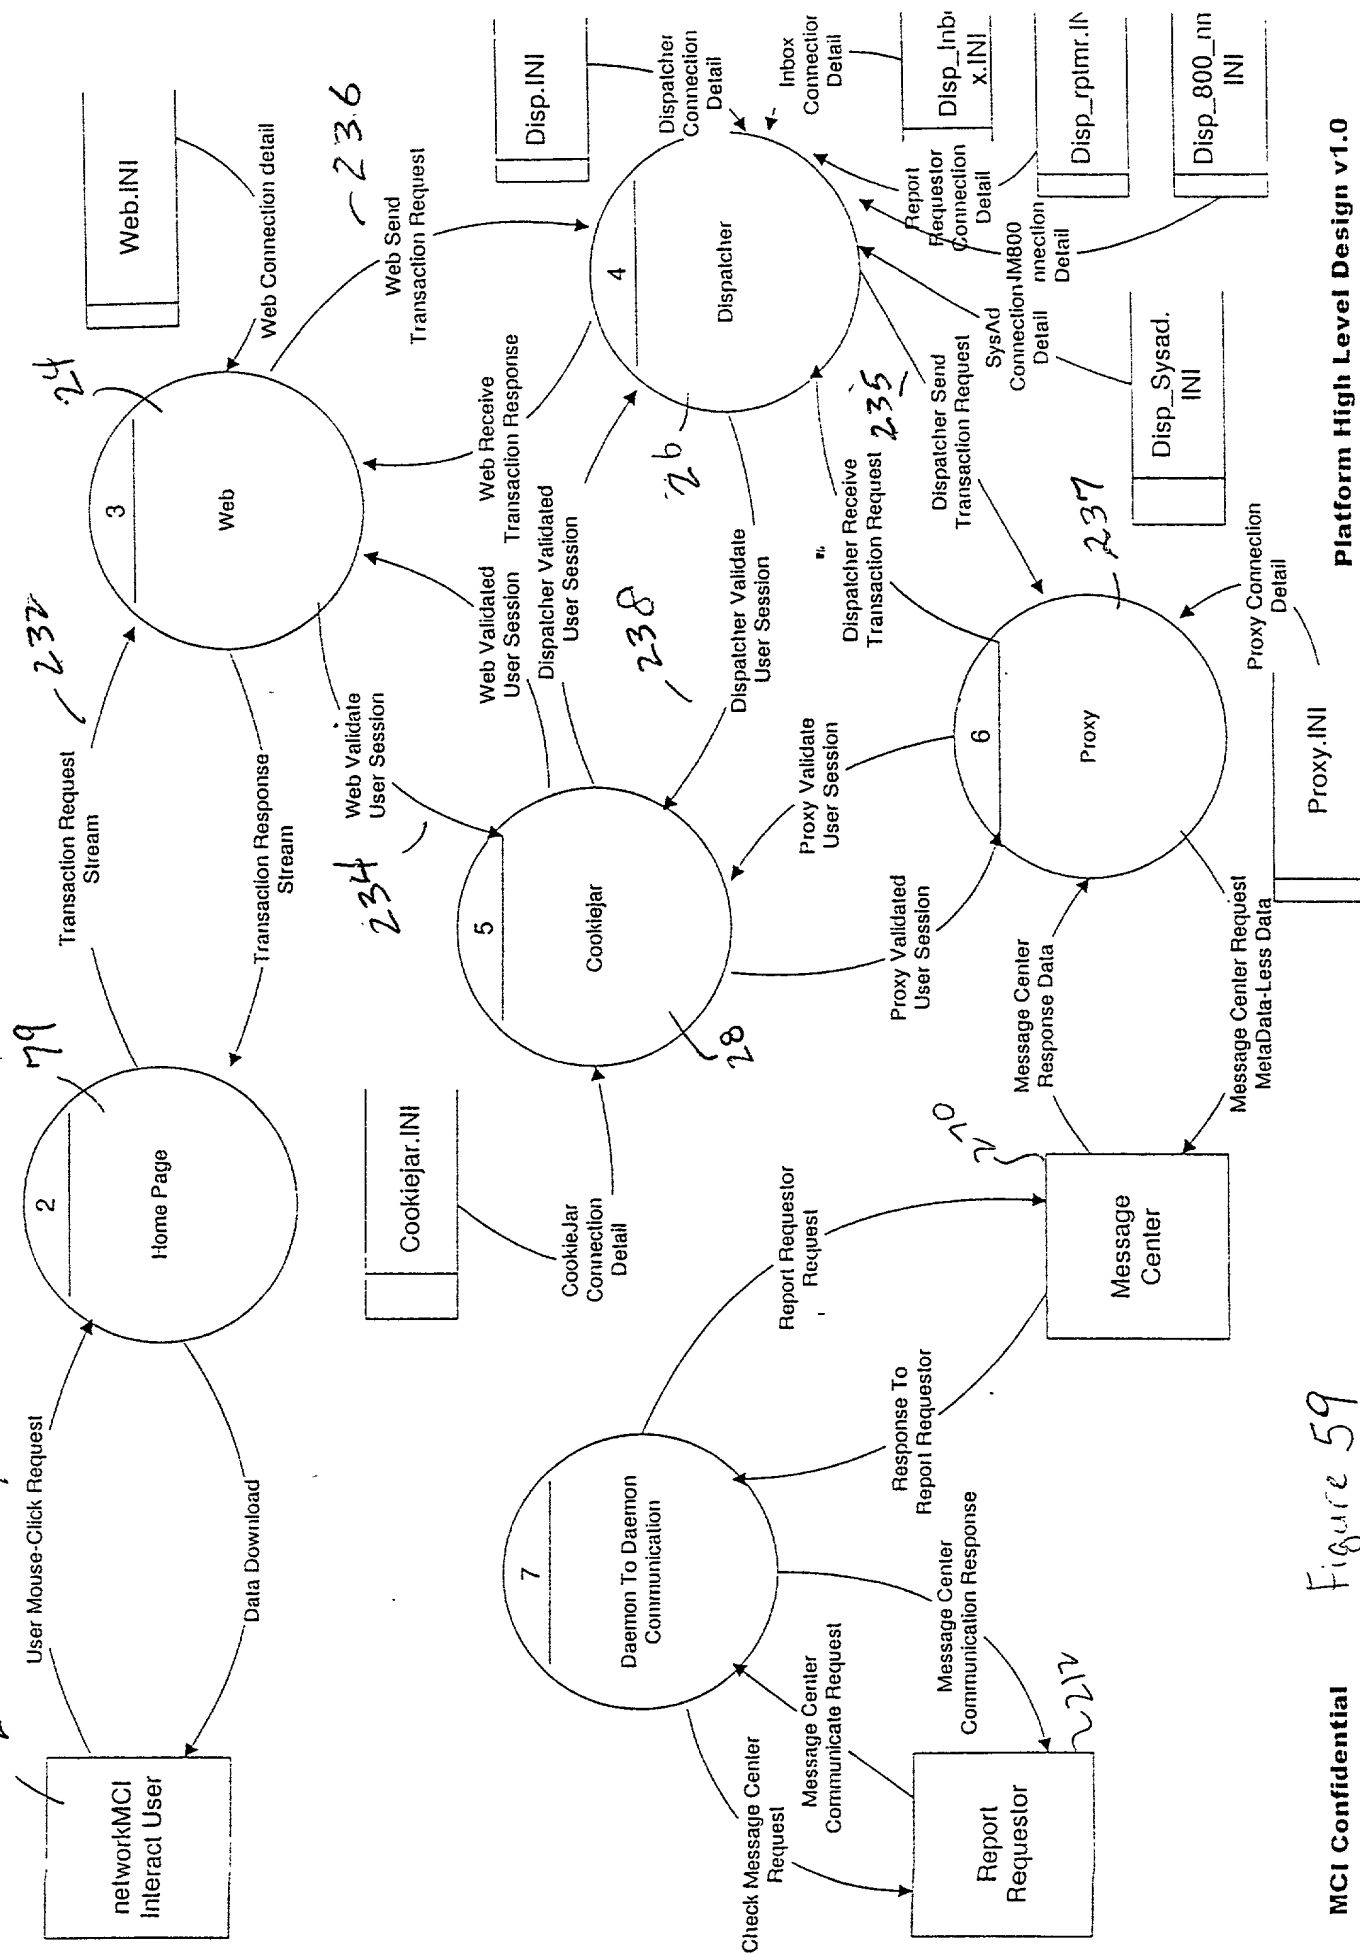 networkMCI
Interact User
User Mouse-Click Request
Data Download
2
Home Page
79
Transaction Request
Stream
232
Transaction Response
Stream
3
Web
24
Web.INI
Web Connection detail
Web Send
Transaction Request
236
Web Validate
User Session
234
Web Validated
User Session
Web Receive
Transaction Response
Dispatcher Validated
User Session
Cookiejar.INI
CookieJar
Connection
Detail
5
Cookiejar
28
238
Dispatcher Validate
User Session
26
4
Dispatcher
Disp.INI
Dispatcher
Connection
Detail
Inbox
Connection
Detail
x.INI
Report
Requestor
Connection
Detail
Disp_rptmr.IN
Detail
Disp_800_nn
INI
SysAd
Connection
Detail
Disp_Sysad.
INI
Dispatcher Send
Transaction Request
235
Dispatcher Receive
Transaction Request
Proxy Validate
User Session
Proxy Validated
User Session
6
Proxy
237
Proxy Connection
Detail
Proxy.INI
Message Center
Response Data
Message Center Request
MetaData-Less Data
Message
Center
270
Report Requestor
Request
Response To
Report Requestor
7
Daemon To Daemon
Communication
Message Center
Communication Response
Message Center
Communicate Request
Check Message Center
Request
Report
Requestor
212
MCI Confidential
Figure 59
Platform High Level Design v1.0